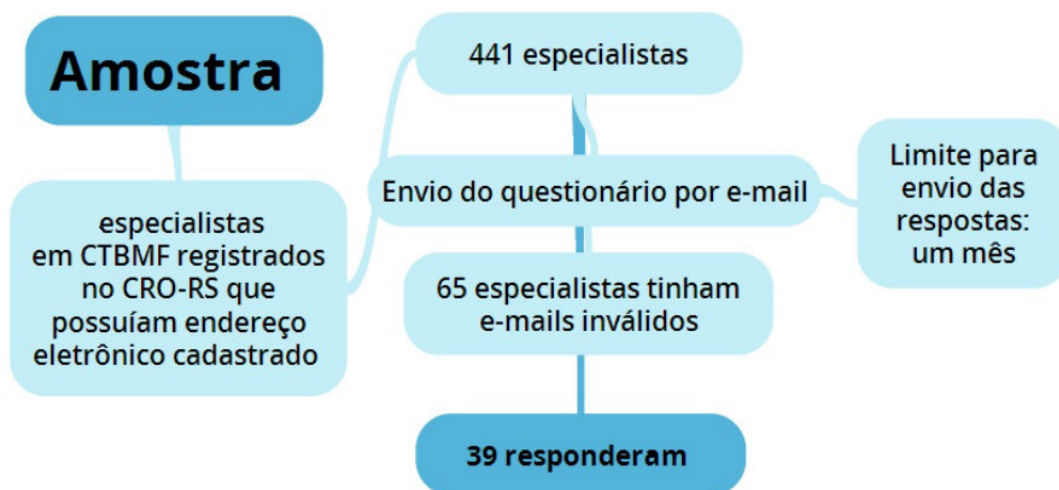 Amostra
especialistas
em CTBMF registrados
no CRO-RS que
possuíam endereço
eletrônico cadastrado
441 especialistas
Envio do questionário por e-mail
Limite para
envio das
respostas:
um mês
65 especialistas tinham
e-mails inválidos
39 responderam